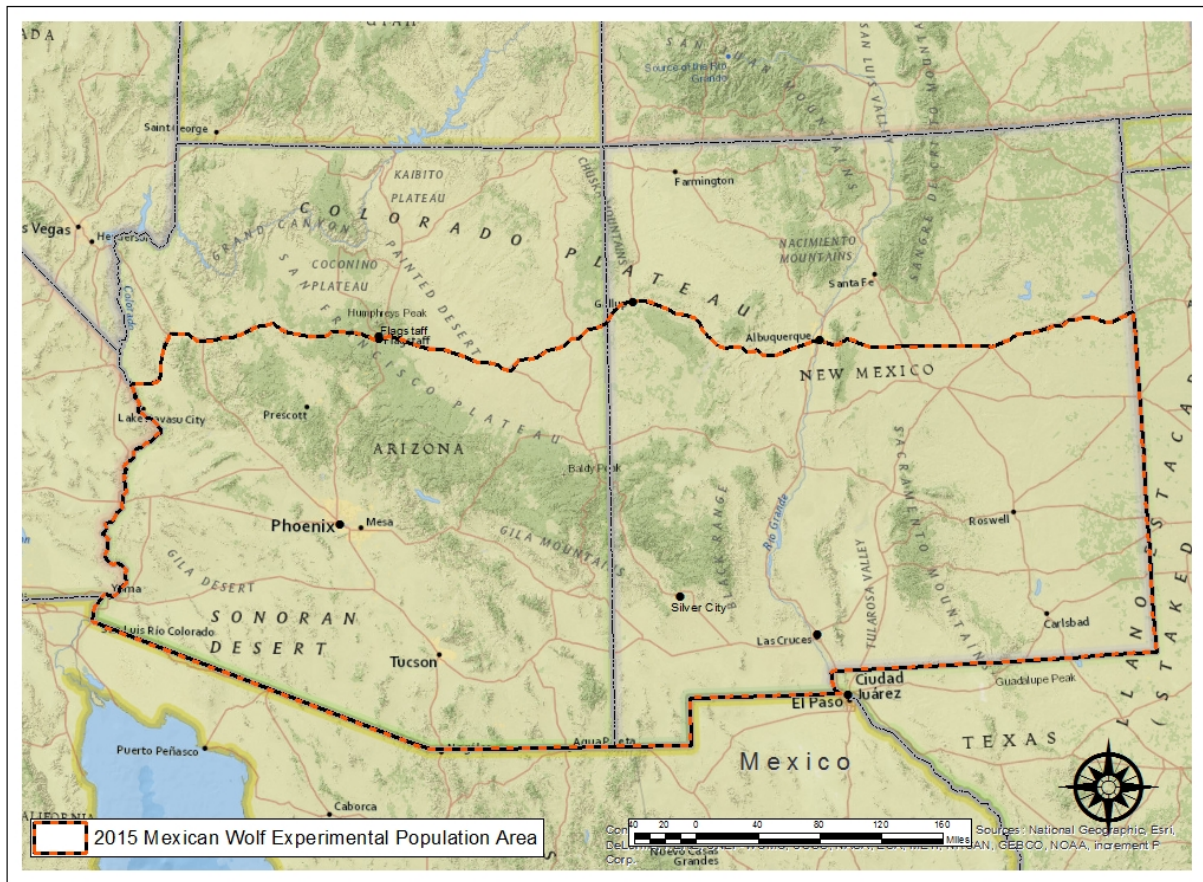 ADA
UTAH
SAN JUAN MOUNTAINS
Source of the Rio
Grande
SAN LUIS VALLEY
SANGRE DE CRISTO MOUNTAINS
Saint George
KAIBITO
PLATEAU
CHUSKA MOUNTAINS
Farmington
s Vegas
Henderson
COLORADO PLATEAU
GRAND CANYON
PAINTED DESERT
COCONINO
PLATEAU
NACIMIENTO
MOUNTAINS
Santa Fe
Colorado
SAN FRANCISCO PLATEAU
Humphreys Peak
Gallup
Flagstaff
Flagstaff
Albuquerque
NEW MEXICO
Lake Havasu City
Prescott
ARIZONA
Baldy Peak
SACRAMENTO MOUNTAINS
LLANO ESTACADO
(STAKED
Phoenix
Mesa
GILA MOUNTAINS
BLACK RANGE
Rio Grande
Roswell
GILA DESERT
TULAROSA VALLEY
Yuma
Silver City
San Luis Río Colorado
SONORAN
DESERT
Las Cruces
Carlsbad
Tucson
Guadalupe Peak
Ciudad
Juárez
El Paso
Nogales
Agua Prieta
TEXAS
Puerto Peñasco
Mexico
Caborca
CALIFORNIA
2015 Mexican Wolf Experimental Population Area
40 20 0 40 80 120 160
Miles
Sources: National Geographic, Esri,
GEBCO, NOAA, increment P
Corp.
Nuevo Casas
Grandes